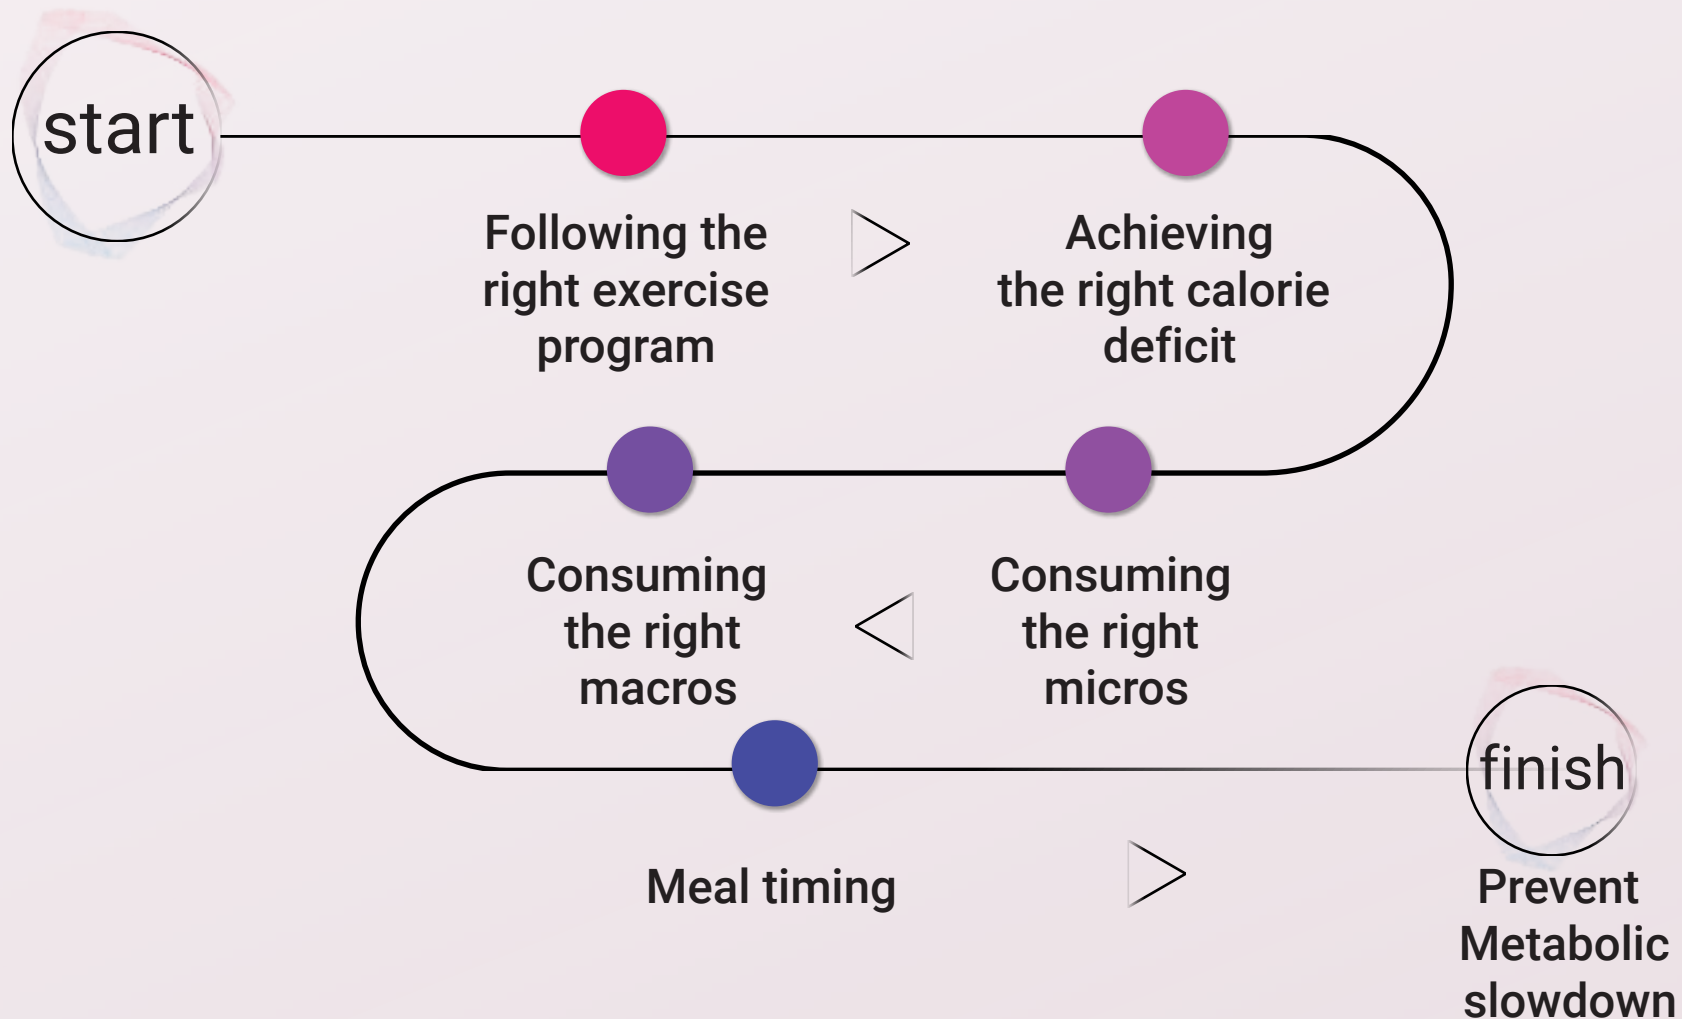 start
Following the
right exercise
program
Achieving
the right calorie
deficit
Consuming
the right
micros
Consuming
the right
macros
Meal timing
finish
Prevent
Metabolic
slowdown